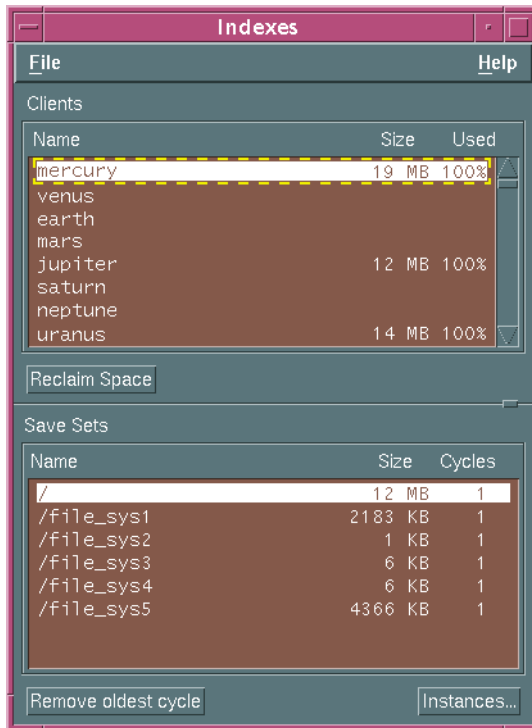 Indexes
File Help
Clients
Name Size Used
mercury 19 MB 100%
venus
earth
mars
jupiter 12 MB 100%
saturn
neptune
uranus 14 MB 100%
Reclaim Space
Save Sets
Name Size Cycles
/ 12 MB 1
/file_sys1 2183 KB 1
/file_sys2 1 KB 1
/file_sys3 6 KB 1
/file_sys4 6 KB 1
/file_sys5 4366 KB 1
Remove oldest cycle Instances...